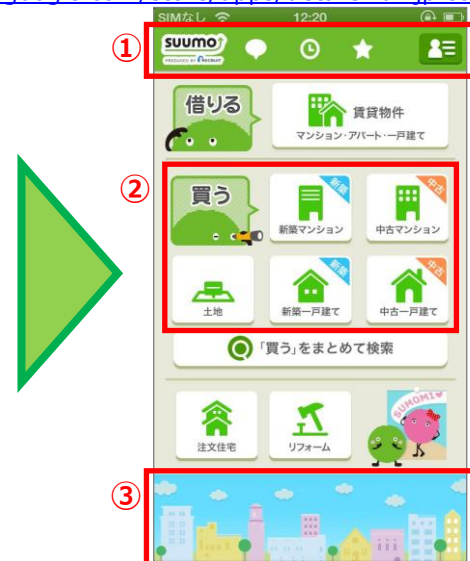 SIMなし 12:20
①
SUUMO
PRODUCED BY RECRUIT
借りる
賃貸物件
マンション・アパート・一戸建て
②
買う
新築
新築マンション
中古
中古マンション
土地
新築
新築一戸建て
中古
中古一戸建て
「買う」をまとめて検索
注文住宅
リフォーム
SUMOMI♥
③